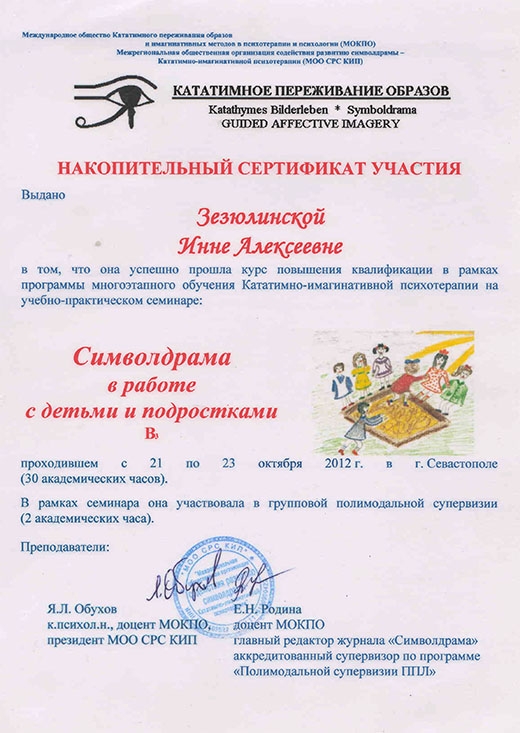 Международное общество Кататимного переживания образов
и имагинативных методов в психотерапии и психологии (МОКПО)
Межрегиональная общественная организация содействия развитию символдрамы –
Кататимно-имагинативной психотерапии (МОО СРС КИП)
КАТАТИМНОЕ ПЕРЕЖИВАНИЕ ОБРАЗОВ
Katathymes Bilderleben * Symboldrama
GUIDED AFFECTIVE IMAGERY
НАКОПИТЕЛЬНЫЙ СЕРТИФИКАТ УЧАСТИЯ
Выдано
Зезюлинской
Инне Алексеевне
в том, что она успешно прошла курс повышения квалификации в рамках
программы многоэтапного обучения Кататимно-имагинативной психотерапии на
учебно-практическом семинаре:
Символдрама
в работе
с детьми и подростками
В₃
проходившем с 21 по 23 октября 2012 г. в г. Севастополе
(30 академических часов).
В рамках семинара она участвовала в групповой полимодальной супервизии
(2 академических часа).
Преподаватели:
"МОО СРС КИП"
Я.Л. Обухов
к.психол.н., доцент МОКПО,
президент МОО СРС КИП
Е.Н. Родина
доцент МОКПО
главный редактор журнала «Символдрама»
аккредитованный супервизор по программе
«Полимодальной супервизии ППЛ»